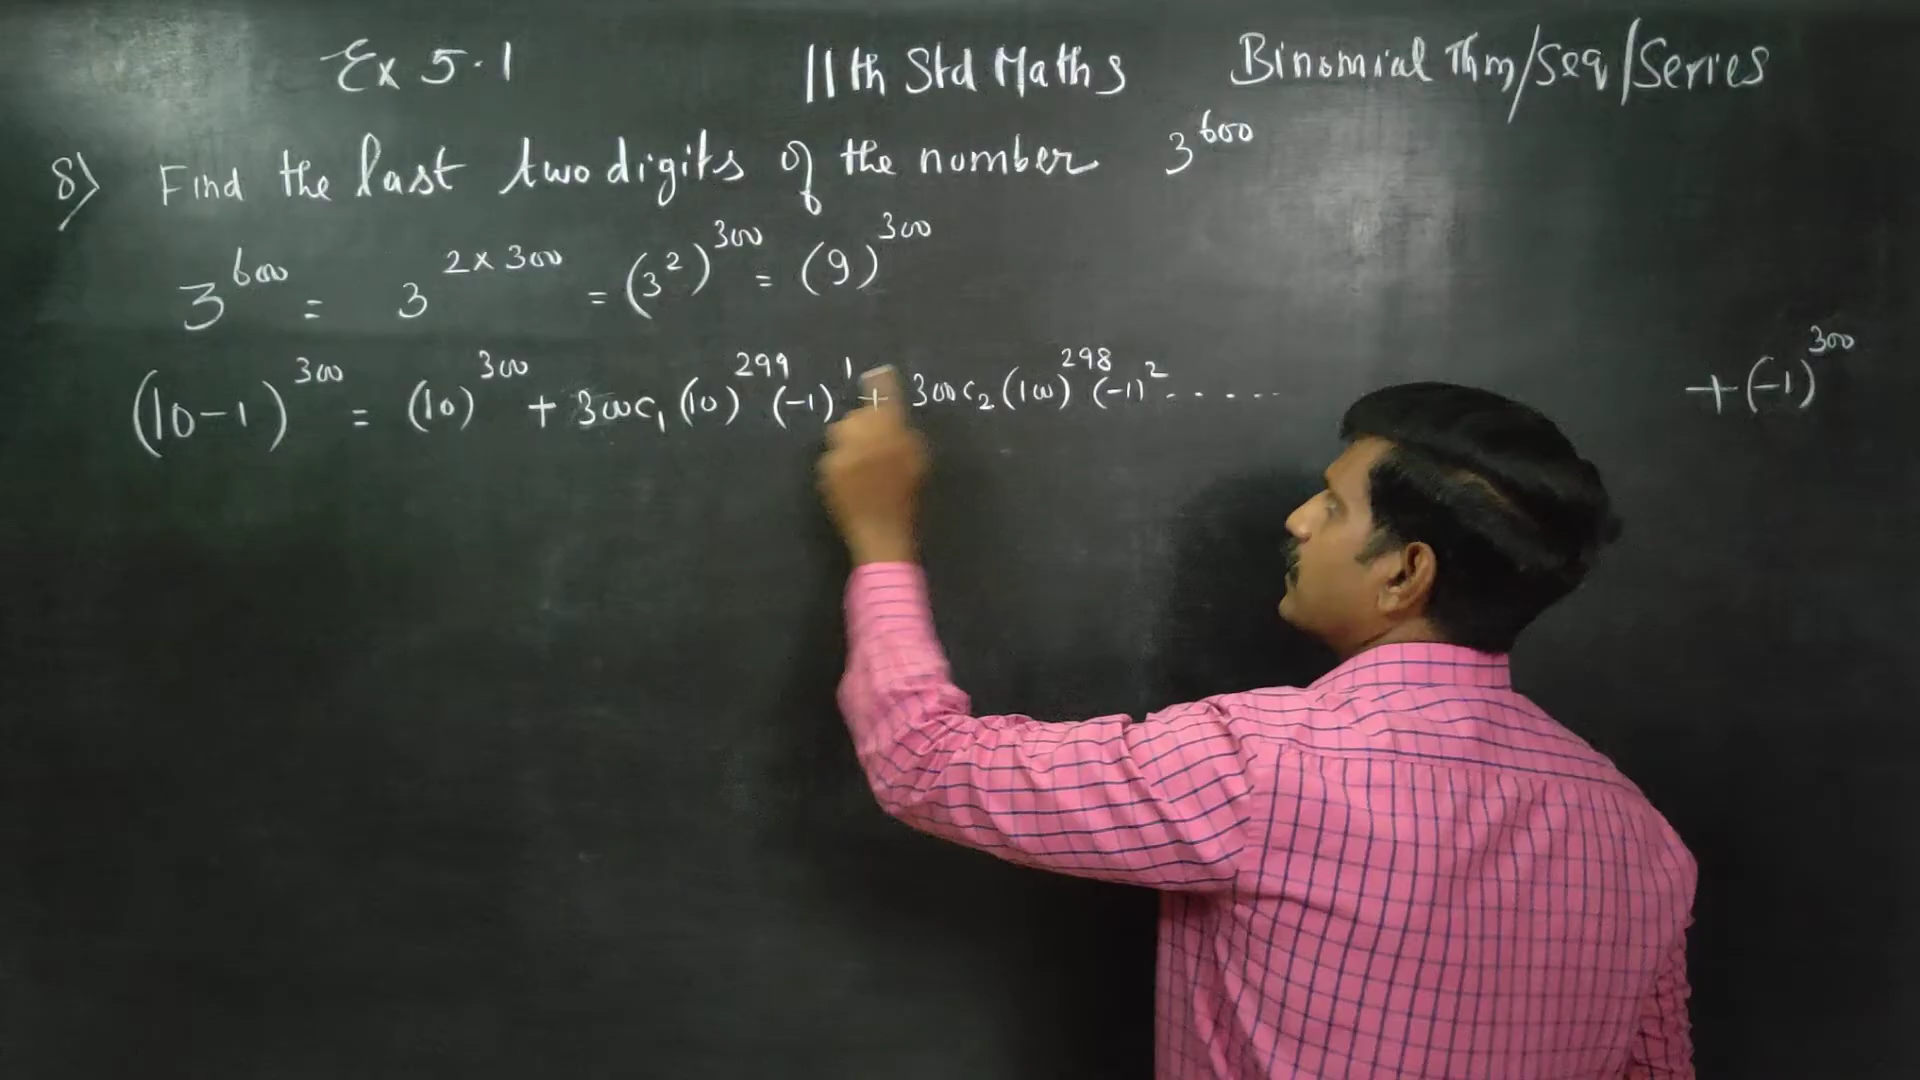 Ex 5.1 11th Std Maths Binomial Thm/Seq/Series
8) Find the last two digits of the number 3^600
3^600 = 3^(2×300) = (3²)^300 = (9)^300
(10-1)^300 = (10)^300 + 300C₁ (10)^299 (-1)^1 + 300C₂ (10)^298 (-1)^2 ..... + (-1)^300